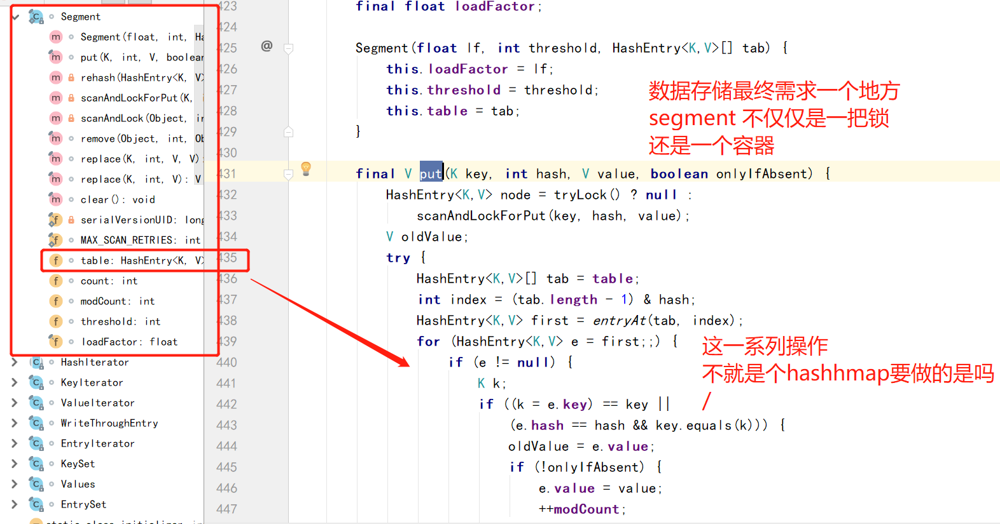 Segment
Segment(float, int, Ha
put(K, int, V, boolean
rehash(HashEntry<K, V>
scanAndLockForPut(K,
scanAndLock(Object, in
remove(Object, int, Ob
replace(K, int, V, V):
replace(K, int, V): V
clear(): void
serialVersionUID: long
MAX_SCAN_RETRIES: int
table: HashEntry<K, V>
count: int
modCount: int
threshold: int
loadFactor: float
HashIterator
KeyIterator
ValueIterator
WriteThroughEntry
EntryIterator
KeySet
Values
EntrySet
423 final float loadFactor;
424
425 @ Segment(float lf, int threshold, HashEntry<K,V>[] tab) {
426 this.loadFactor = lf;
427 this.threshold = threshold;
428 this.table = tab;
429 }
430
431 final V put(K key, int hash, V value, boolean onlyIfAbsent) {
432 HashEntry<K,V> node = tryLock() ? null :
433 scanAndLockForPut(key, hash, value);
434 V oldValue;
435 try {
436 HashEntry<K,V>[] tab = table;
437 int index = (tab.length - 1) & hash;
438 HashEntry<K,V> first = entryAt(tab, index);
439 for (HashEntry<K,V> e = first;;) {
440 if (e != null) {
441 K k;
442 if ((k = e.key) == key ||
443 (e.hash == hash && key.equals(k))) {
444 oldValue = e.value;
445 if (!onlyIfAbsent) {
446 e.value = value;
447 ++modCount;
数据存储最终需求一个地方
segment 不仅仅是一把锁
还是一个容器
这一系列操作
不就是个hashhmap要做的是吗
/